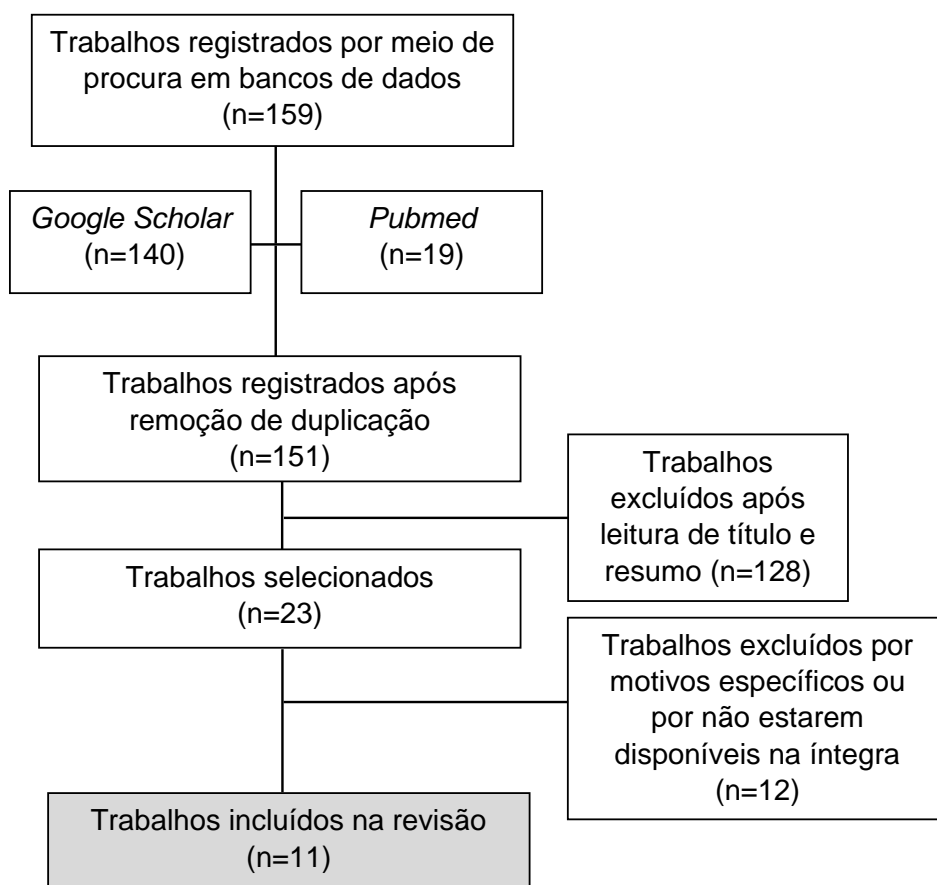 Trabalhos registrados por meio de
procura em bancos de dados
(n=159)
Google Scholar
(n=140)
Pubmed
(n=19)
Trabalhos registrados após
remoção de duplicação
(n=151)
Trabalhos
excluídos após
leitura de título e
resumo (n=128)
Trabalhos selecionados
(n=23)
Trabalhos excluídos por
motivos específicos ou
por não estarem
disponíveis na íntegra
(n=12)
Trabalhos incluídos na revisão
(n=11)